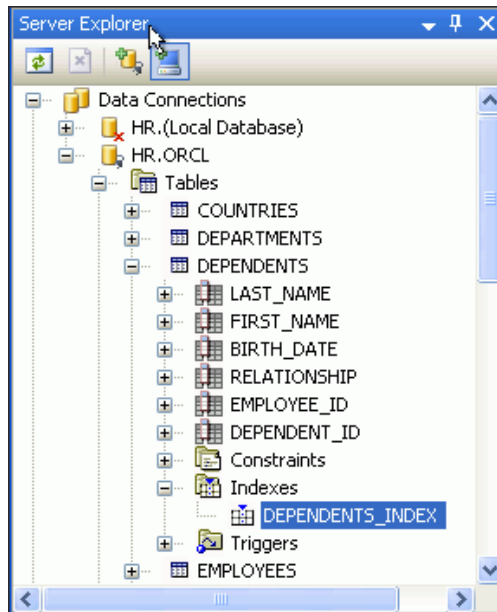 Server Explorer
Data Connections
HR.(Local Database)
HR.ORCL
Tables
COUNTRIES
DEPARTMENTS
DEPENDENTS
LAST_NAME
FIRST_NAME
BIRTH_DATE
RELATIONSHIP
EMPLOYEE_ID
DEPENDENT_ID
Constraints
Indexes
DEPENDENTS_INDEX
Triggers
EMPLOYEES